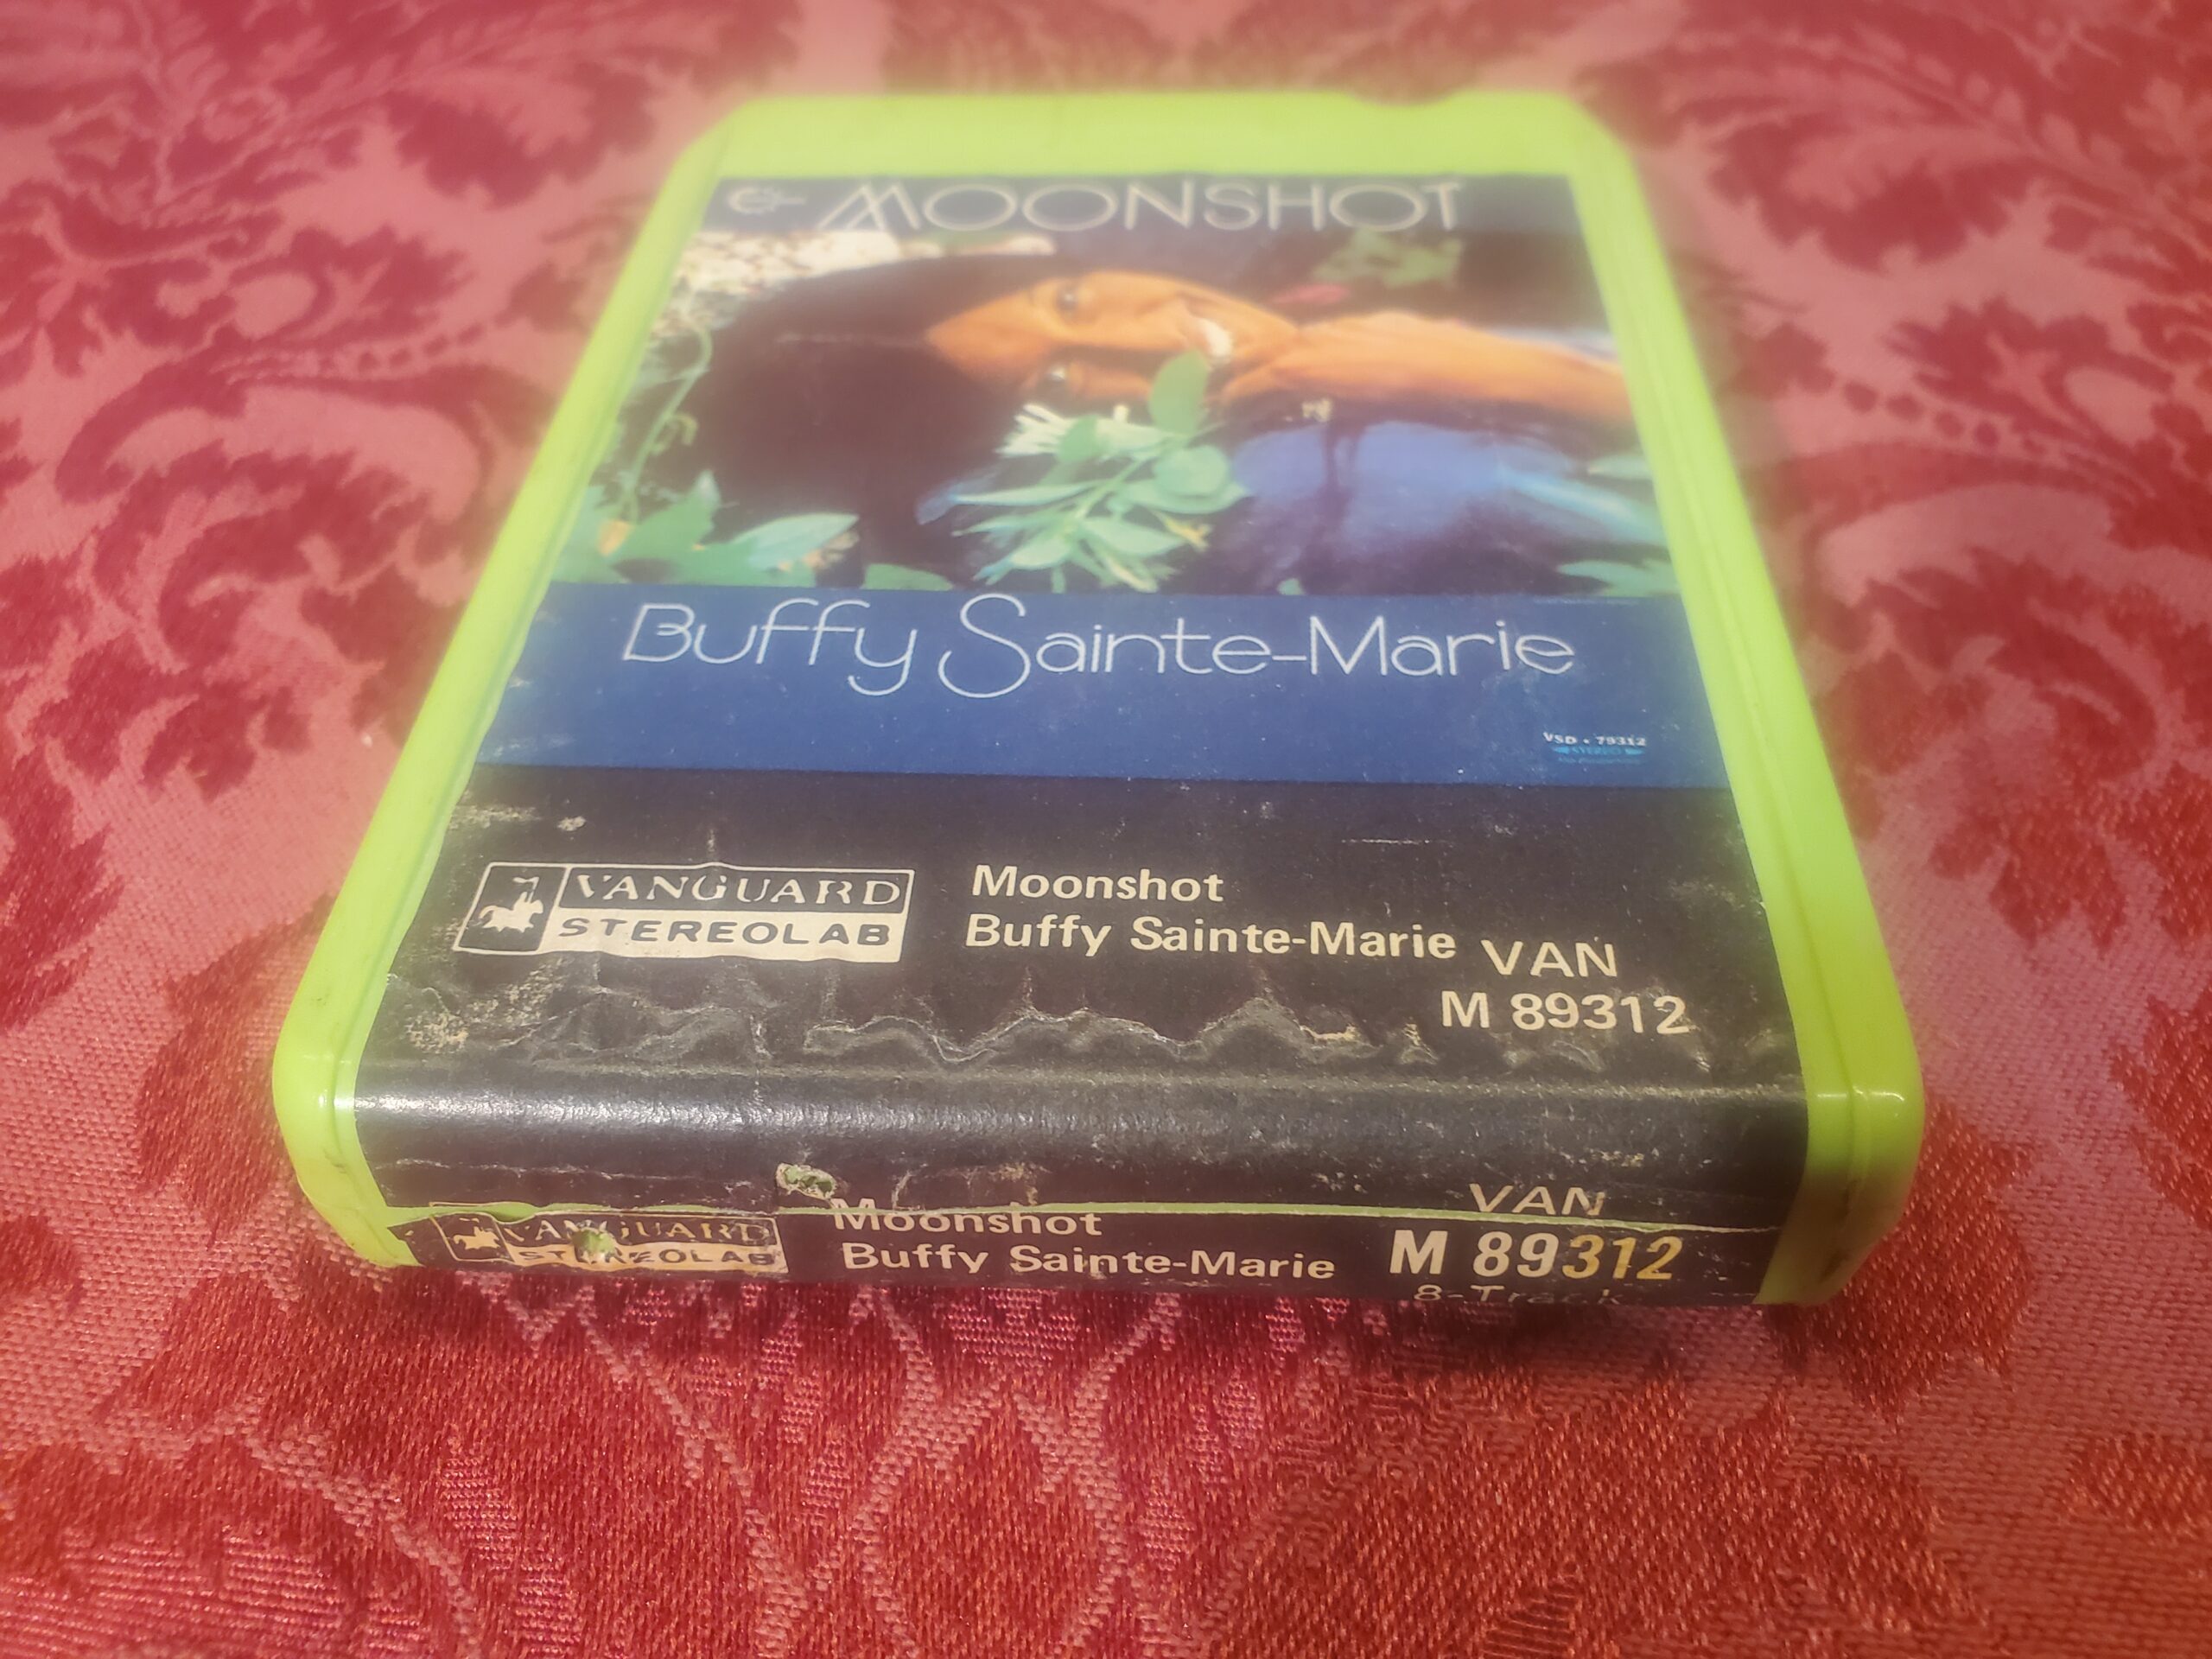 MOONSHOT
Buffy Sainte-Marie
VSD • 79312
STEREO
VANGUARD
STEREOLAB
Moonshot
Buffy Sainte-Marie
VAN
M 89312
VANGUARD
STEREOLAB
Moonshot
Buffy Sainte-Marie
VAN
M 89312
8-Track